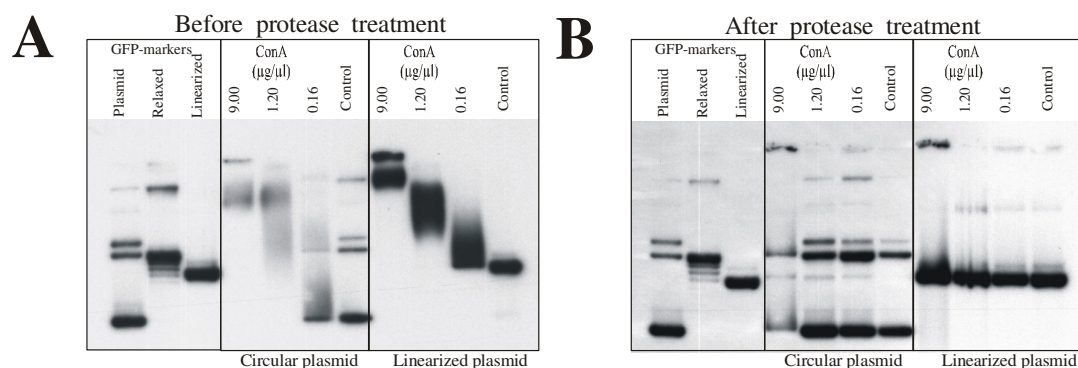 A
Before protease treatment
GFP-markers
Plasmid
Relaxed
Linearized
ConA
(µg/µl)
9.00
1.20
0.16
Control
ConA
(µg/µl)
9.00
1.20
0.16
Control
Circular plasmid
Linearized plasmid
B
After protease treatment
GFP-markers
Plasmid
Relaxed
Linearized
ConA
(µg/µl)
9.00
1.20
0.16
Control
ConA
(µg/µl)
9.00
1.20
0.16
Control
Circular plasmid
Linearized plasmid